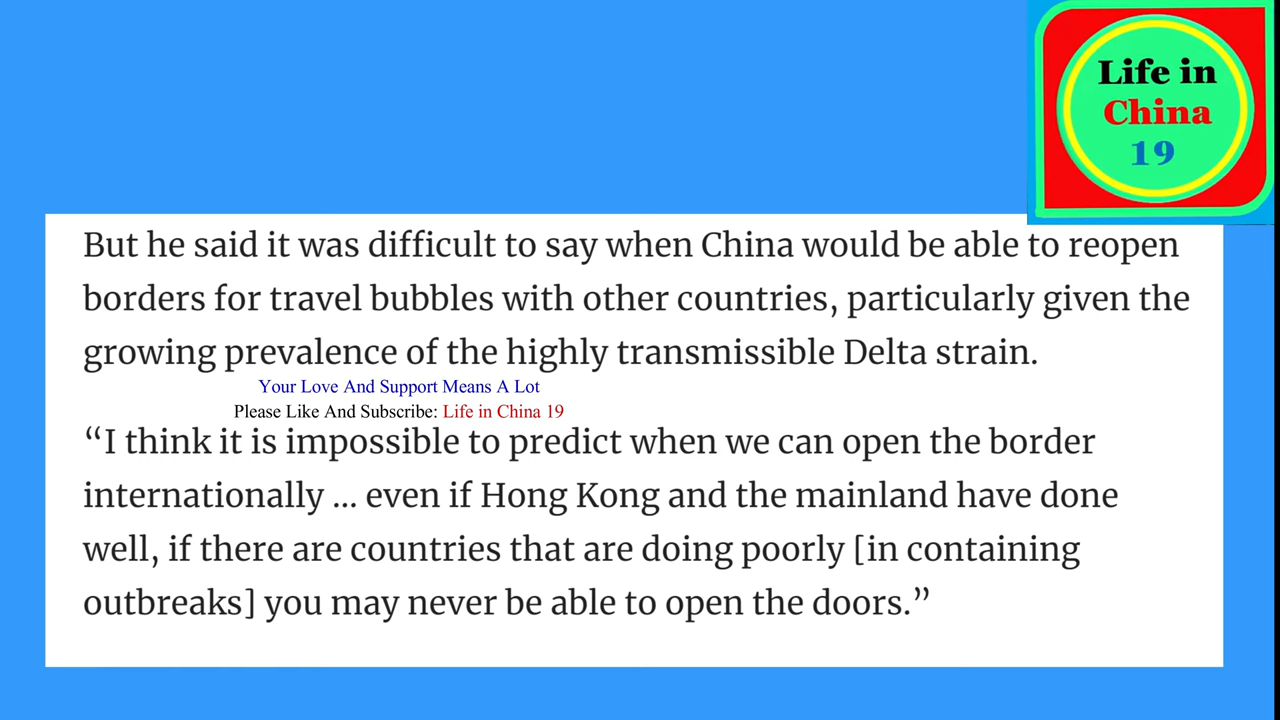 Life in
China
19
But he said it was difficult to say when China would be able to reopen
borders for travel bubbles with other countries, particularly given the
growing prevalence of the highly transmissible Delta strain.
Your Love And Support Means A Lot
Please Like And Subscribe: Life in China 19
“I think it is impossible to predict when we can open the border
internationally ... even if Hong Kong and the mainland have done
well, if there are countries that are doing poorly [in containing
outbreaks] you may never be able to open the doors.”